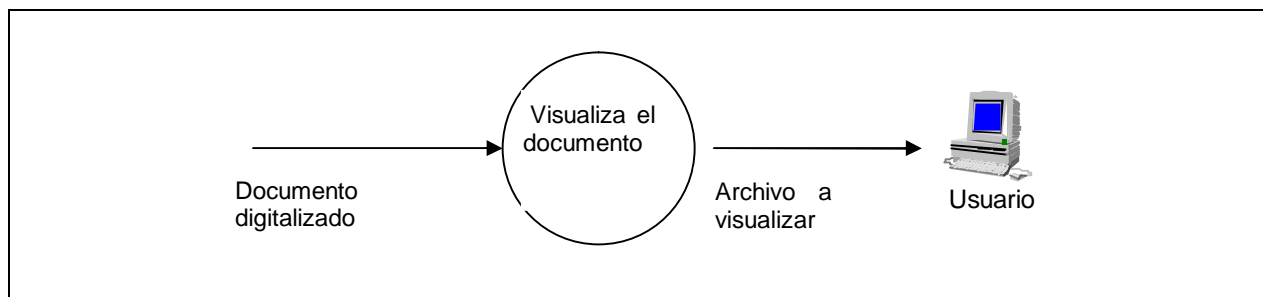 Visualiza el
documento
Documento
digitalizado
Archivo a
visualizar
Usuario